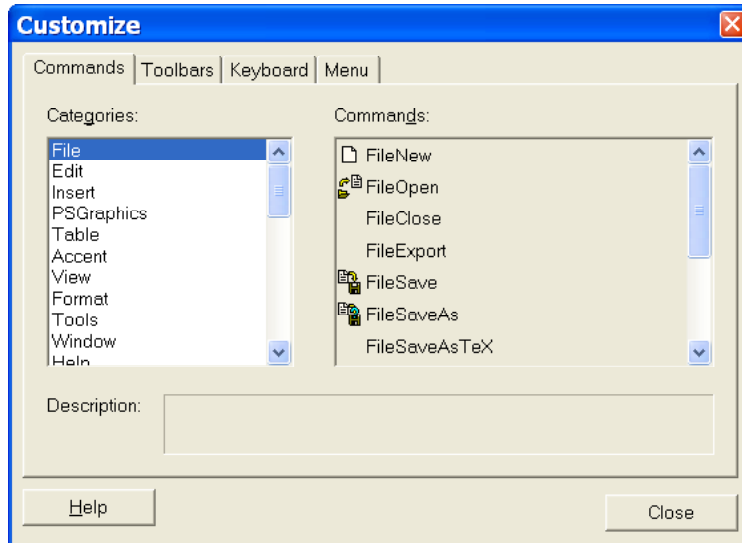 Customize
Commands Toolbars Keyboard Menu
Categories:
File
Edit
Insert
PSGraphics
Table
Accent
View
Format
Tools
Window
Help
Commands:
FileNew
FileOpen
FileClose
FileExport
FileSave
FileSaveAs
FileSaveAsTeX
Description:
Help
Close